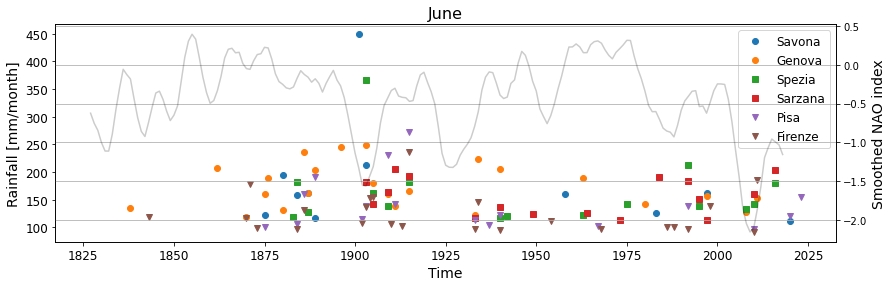 June
Rainfall [mm/month]
450
400
350
300
250
200
150
100
0.5
0.0
−0.5
−1.0
−1.5
−2.0
Smoothed NAO index
Savona
Genova
Spezia
Sarzana
Pisa
Firenze
1825
1850
1875
1900
1925
1950
1975
2000
2025
Time